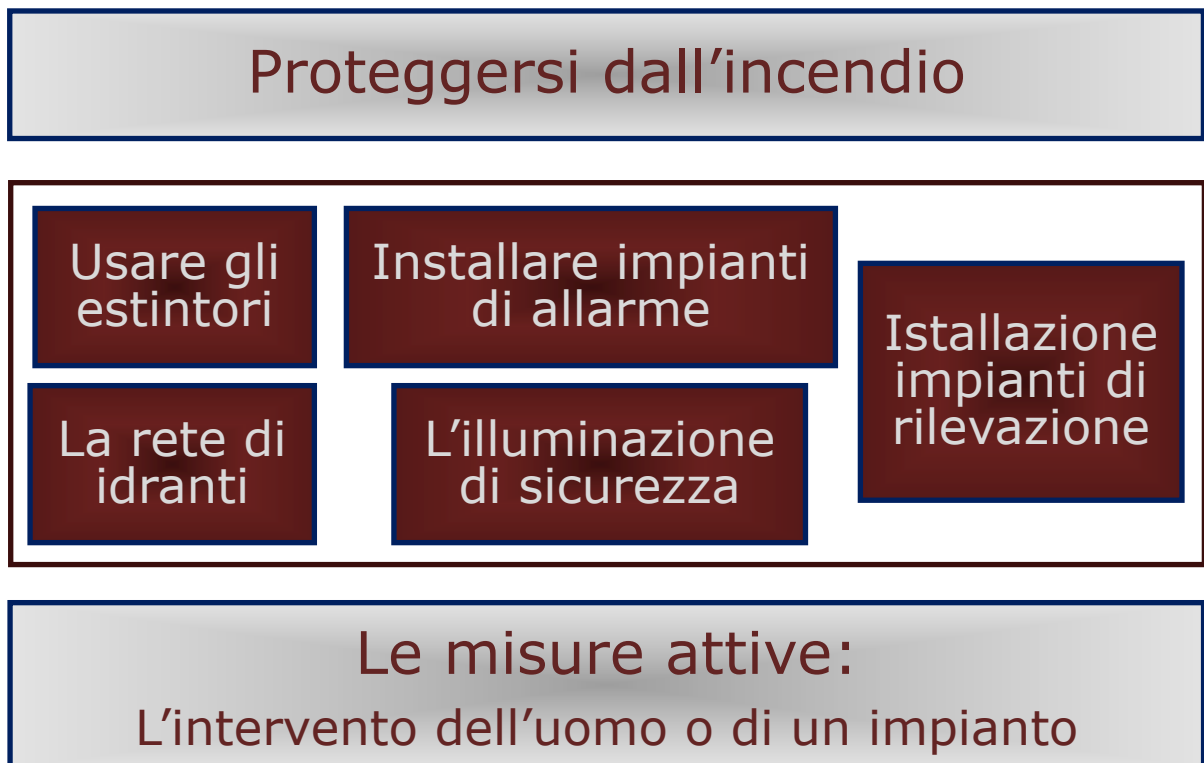 Proteggersi dall’incendio
Usare gli
estintori
Installare impianti
di allarme
Istallazione
impianti di
rilevazione
La rete di
idranti
L’illuminazione
di sicurezza
Le misure attive:
L’intervento dell’uomo o di un impianto